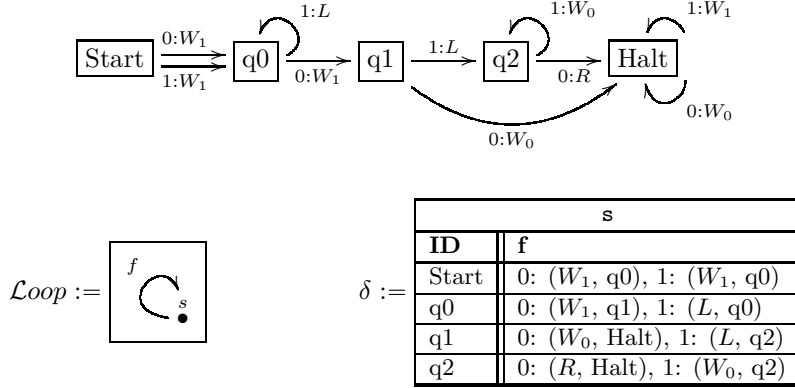 1:L 1:W₀ 1:W₁
0:W₁
Start q0 q1 1:L q2 Halt
1:W₁ 0:W₁ 0:R
0:W₀ 0:W₀
s
ID f
Start 0: (W₁, q0), 1: (W₁, q0)
q0 0: (W₁, q1), 1: (L, q0)
q1 0: (W₀, Halt), 1: (L, q2)
q2 0: (R, Halt), 1: (W₀, q2)
Loop := f s
δ :=